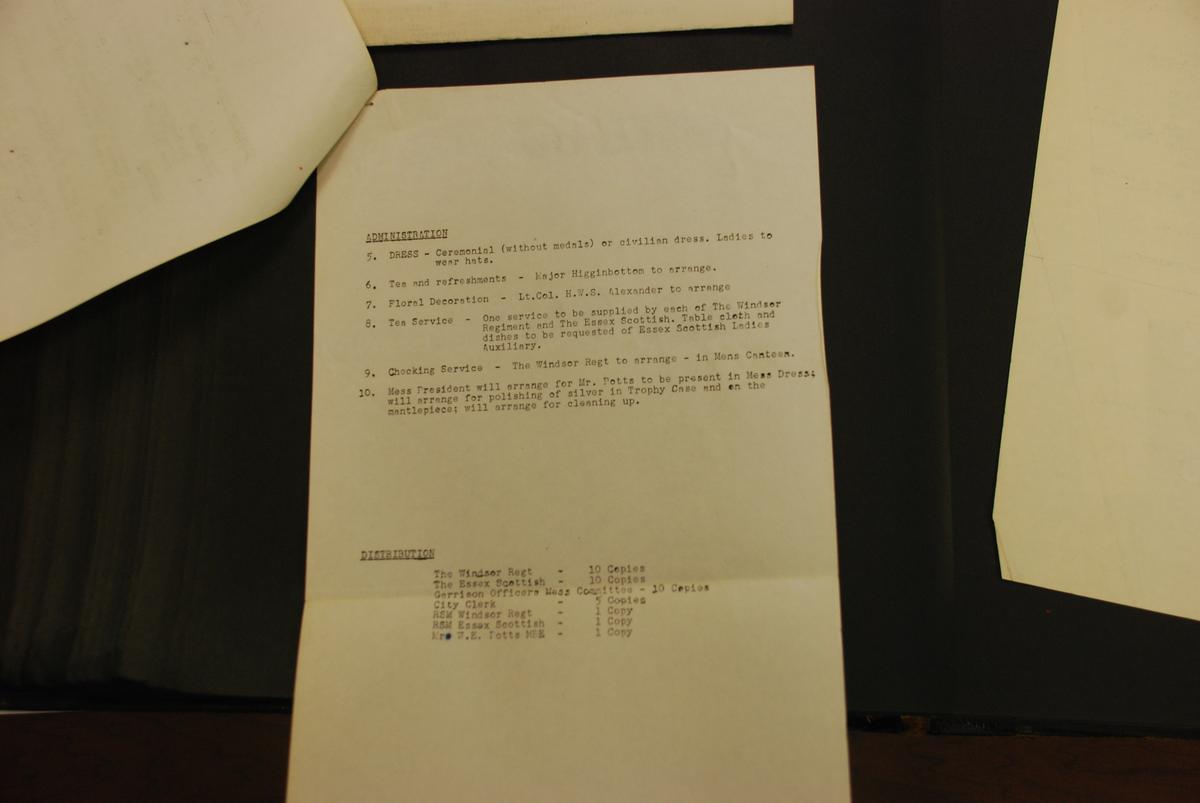 ADMINISTRATION
5. DRESS - Ceremonial (without medals) or civilian dress. Ladies to
wear hats.
6. Tea and refreshments - Major Higginbottom to arrange.
7. Floral Decoration - Lt.Col. H.W.S. Alexander to arrange
8. Tea Service - One service to be supplied by each of The Windsor
Regiment and The Essex Scottish. Table cloth and
dishes to be requested of Essex Scottish Ladies
Auxiliary.
9. Checking Service - The Windsor Regt to arrange - in Mens Canteen.
10. Mess President will arrange for Mr. Potts to be present in Mess Dress;
will arrange for polishing of silver in Trophy Case and on the
mantlepiece; will arrange for cleaning up.
DISTRIBUTION
The Windsor Regt - 10 Copies
The Essex Scottish - 10 Copies
Garrison Officers Mess Committee - 10 Copies
City Clerk - 5 Copies
RSM Windsor Regt - 1 Copy
RSM Essex Scottish - 1 Copy
W.E. Potts MBE - 1 Copy